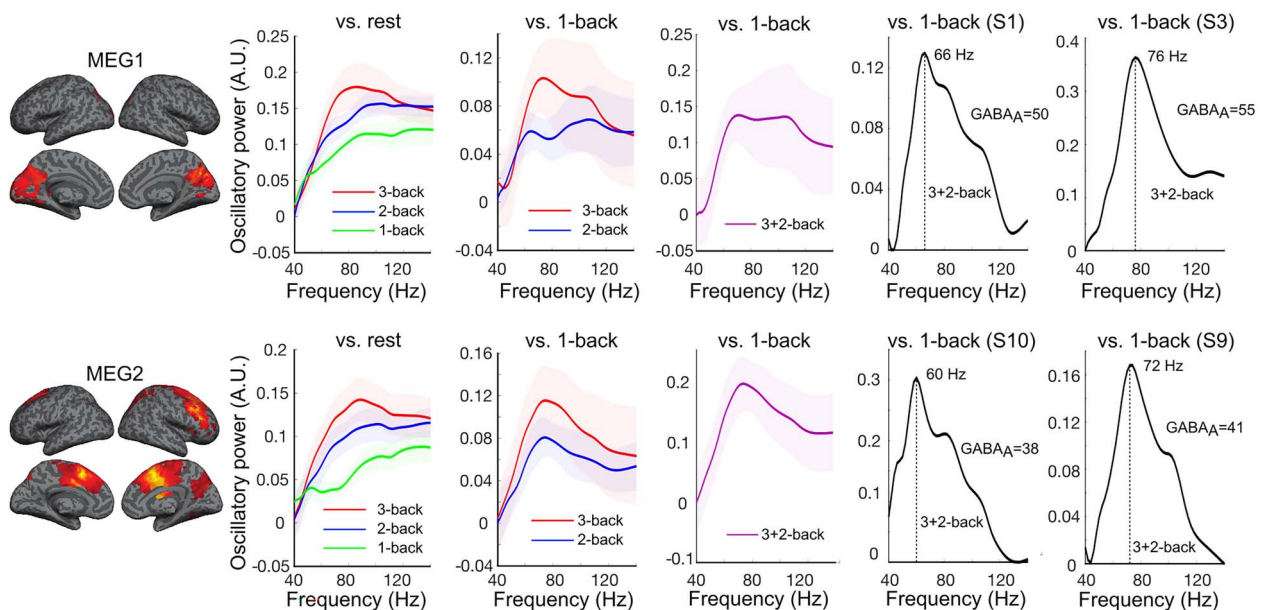 MEG1
vs. rest
Oscillatory power (A.U.)
0.25
0.2
0.15
0.1
0.05
0
-0.05
3-back
2-back
1-back
40 80 120
Frequency (Hz)
vs. 1-back
0.12
0.08
0.04
0
-0.04
3-back
2-back
40 80 120
Frequency (Hz)
vs. 1-back
0.25
0.2
0.15
0.1
0.05
0
-0.05
3+2-back
40 80 120
Frequency (Hz)
vs. 1-back (S1)
0.12
0.08
0.04
0
66 Hz
GABAA=50
3+2-back
40 80 120
Frequency (Hz)
vs. 1-back (S3)
0.4
0.3
0.2
0.1
0
76 Hz
GABAA=55
3+2-back
40 80 120
Frequency (Hz)
MEG2
vs. rest
Oscillatory power (A.U.)
0.2
0.15
0.1
0.05
0
-0.05
3-back
2-back
1-back
40 80 120
Frequency (Hz)
vs. 1-back
0.16
0.12
0.08
0.04
0
-0.04
3-back
2-back
40 80 120
Frequency (Hz)
vs. 1-back
0.2
0.1
0
-0.1
3+2-back
40 80 120
Frequency (Hz)
vs. 1-back (S10)
0.3
0.2
0.1
0
60 Hz
GABAA=38
3+2-back
40 80 120
Frequency (Hz)
vs. 1-back (S9)
0.16
0.12
0.08
0.04
0
72 Hz
GABAA=41
3+2-back
40 80 120
Frequency (Hz)